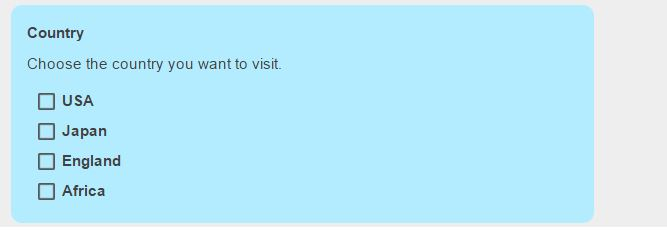 Country
Choose the country you want to visit.
USA
Japan
England
Africa